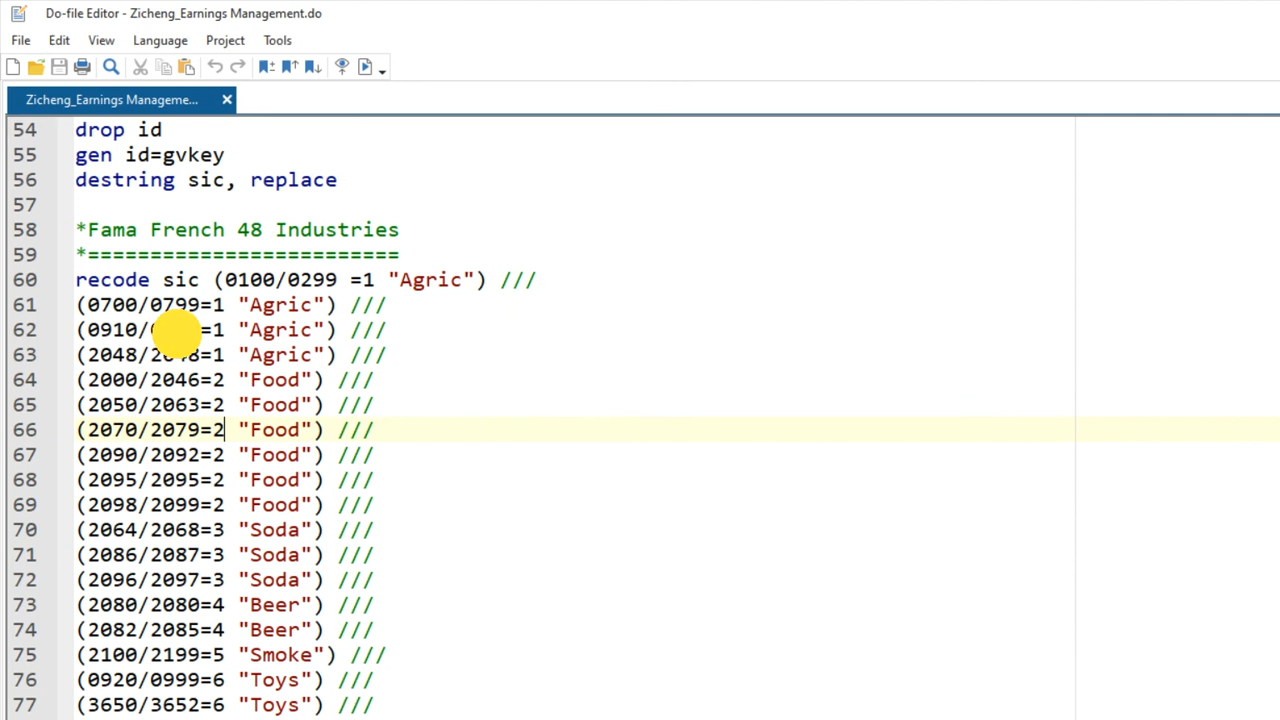 Do-file Editor - Zicheng_Earnings Management.do
File Edit View Language Project Tools
Zicheng_Earnings Manageme...
54 drop id
55 gen id=gvkey
56 destring sic, replace
57
58 *Fama French 48 Industries
59 *=========================
60 recode sic (0100/0299 =1 "Agric") ///
61 (0700/0799=1 "Agric") ///
62 (0910/ =1 "Agric") ///
63 (2048/2048=1 "Agric") ///
64 (2000/2046=2 "Food") ///
65 (2050/2063=2 "Food") ///
66 (2070/2079=2 "Food") ///
67 (2090/2092=2 "Food") ///
68 (2095/2095=2 "Food") ///
69 (2098/2099=2 "Food") ///
70 (2064/2068=3 "Soda") ///
71 (2086/2087=3 "Soda") ///
72 (2096/2097=3 "Soda") ///
73 (2080/2080=4 "Beer") ///
74 (2082/2085=4 "Beer") ///
75 (2100/2199=5 "Smoke") ///
76 (0920/0999=6 "Toys") ///
77 (3650/3652=6 "Toys") ///